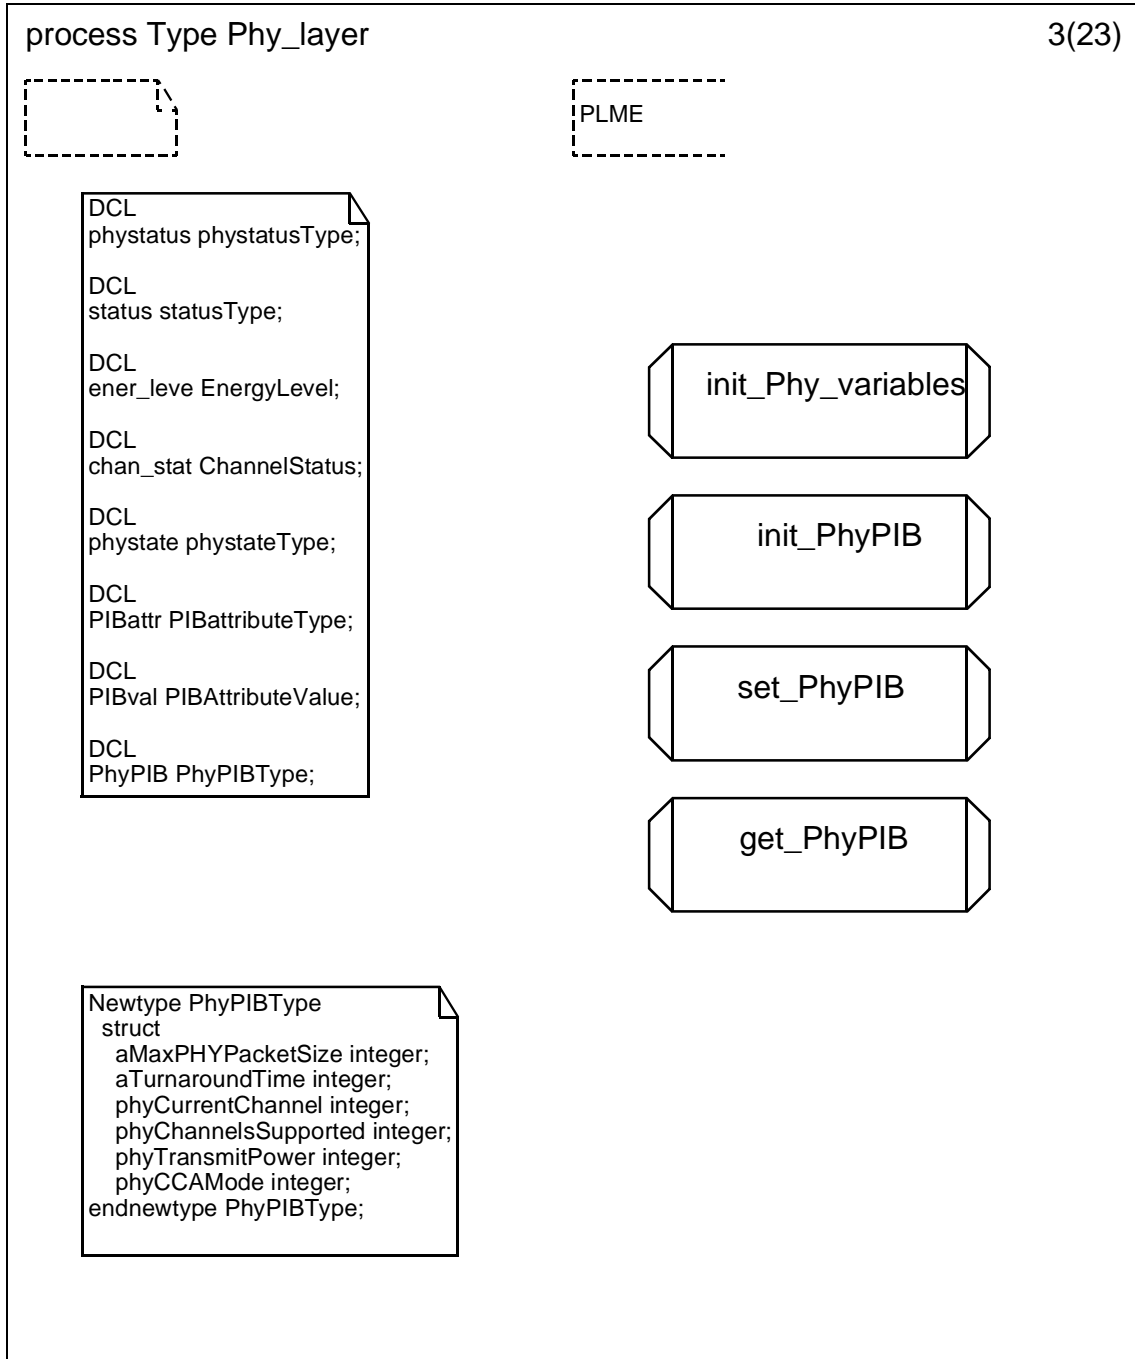 process Type Phy_layer
3(23)
PLME
DCL
phystatus phystatusType;
DCL
status statusType;
DCL
ener_leve EnergyLevel;
DCL
chan_stat ChannelStatus;
DCL
phystate phystateType;
DCL
PIBattr PIBattributeType;
DCL
PIBval PIBAttributeValue;
DCL
PhyPIB PhyPIBType;
init_Phy_variables
init_PhyPIB
set_PhyPIB
get_PhyPIB
Newtype PhyPIBType
struct
aMaxPHYPacketSize integer;
aTurnaroundTime integer;
phyCurrentChannel integer;
phyChannelsSupported integer;
phyTransmitPower integer;
phyCCAMode integer;
endnewtype PhyPIBType;